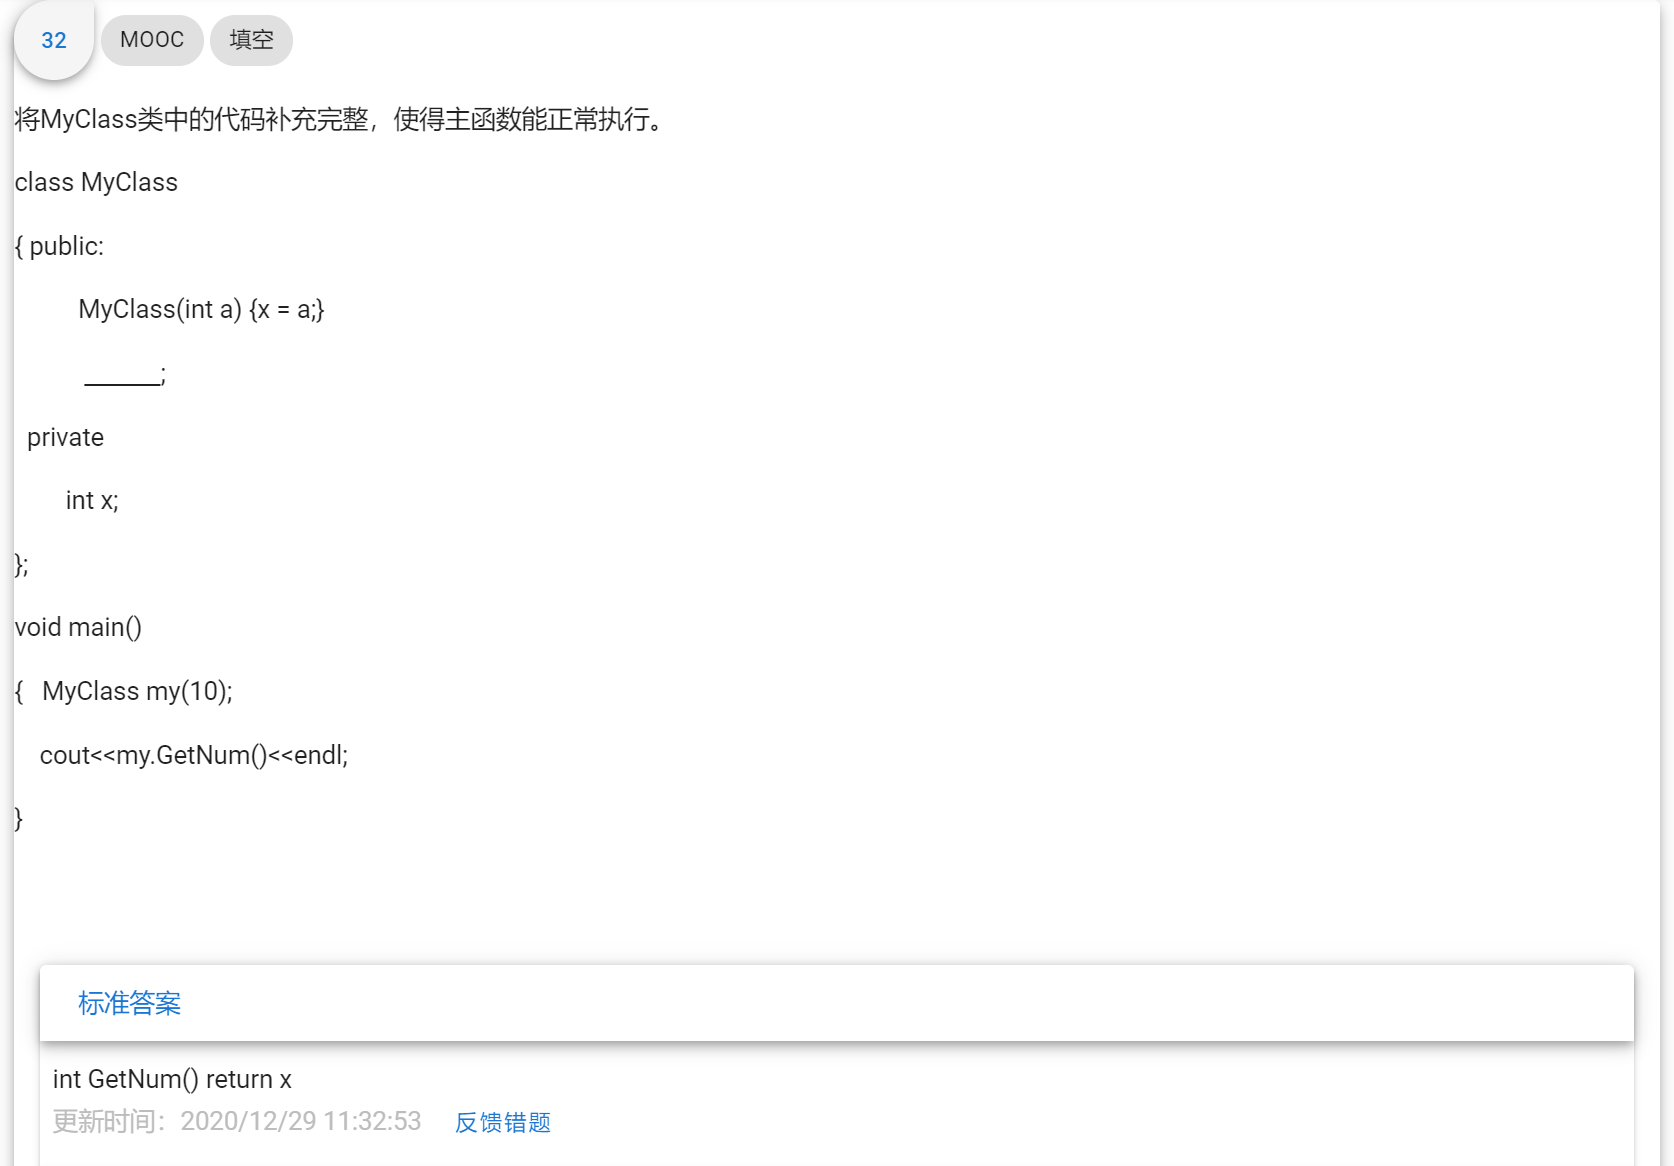 32 MOOC 填空
将MyClass类中的代码补充完整，使得主函数能正常执行。
class MyClass
{ public:
MyClass(int a) {x = a;}
______;
private
int x;
};
void main()
{ MyClass my(10);
cout<<my.GetNum()<<endl;
}
标准答案
int GetNum() return x
更新时间：2020/12/29 11:32:53 反馈错题